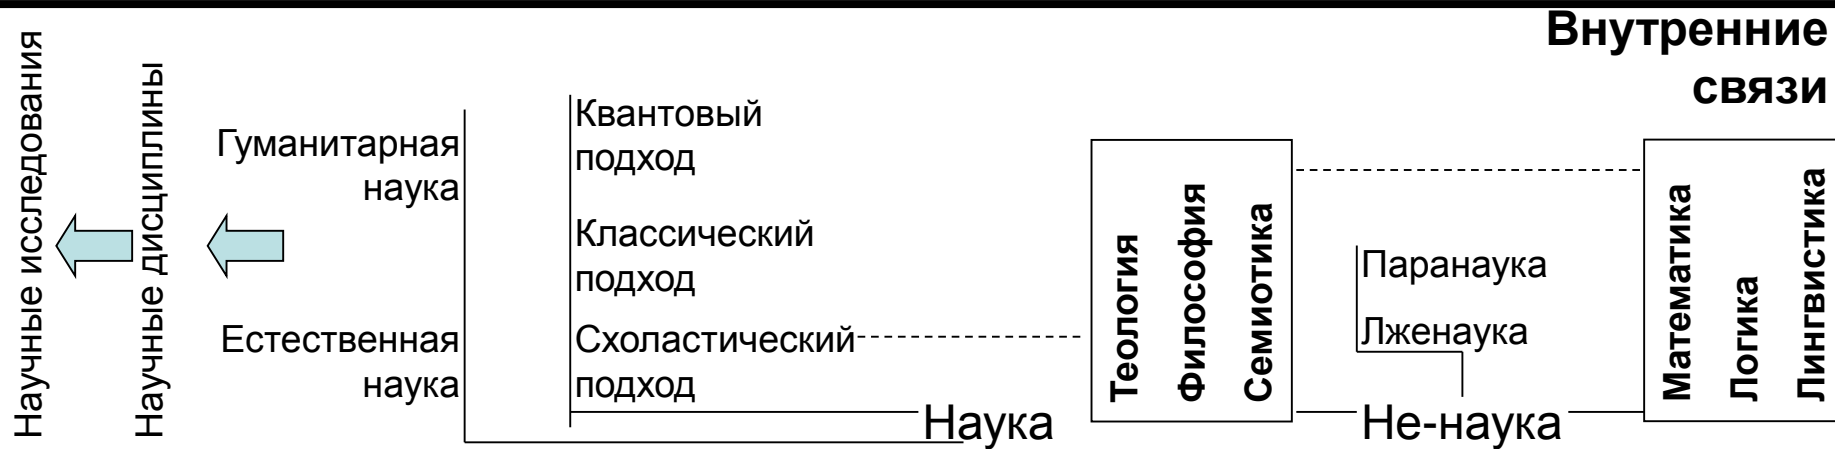 Внутренние
связи
Научные исследования
Научные дисциплины
Гуманитарная
наука
Естественная
наука
Квантовый
подход
Классический
подход
Схоластический
подход
Наука
Теология
Философия
Семиотика
Паранаука
Лженаука
Не-наука
Математика
Логика
Лингвистика